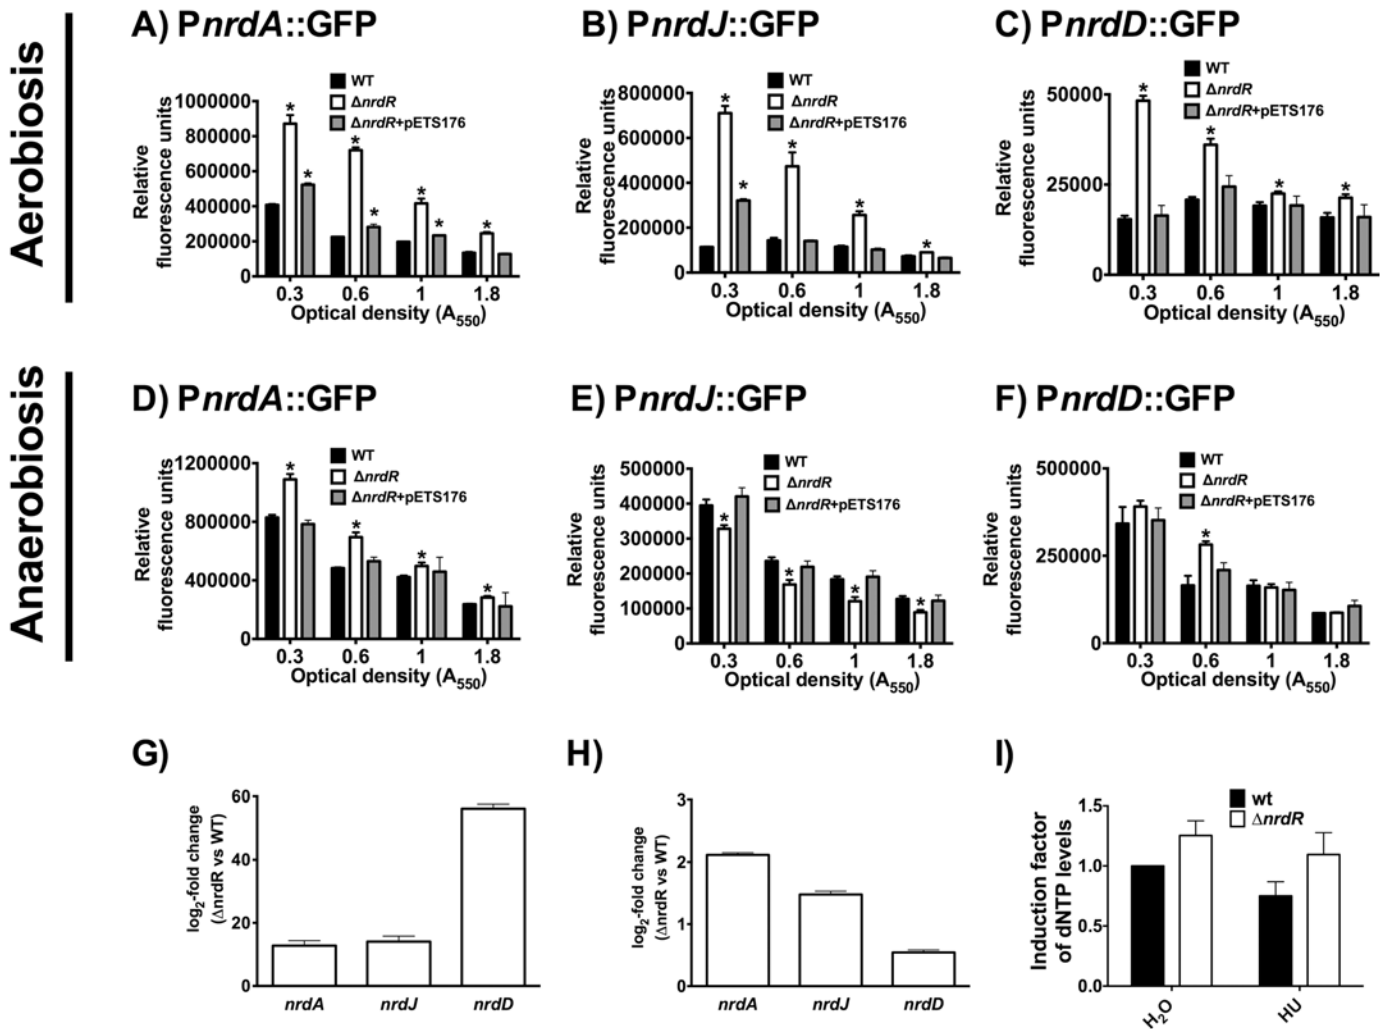 Aerobiosis
A) PnrdA::GFP
WT
ΔnrdR
ΔnrdR+pETS176
Relative
fluorescence units
1000000
800000
600000
400000
200000
0
* * * * * * *
0.3 0.6 1 1.8
Optical density (A550)
B) PnrdJ::GFP
WT
ΔnrdR
ΔnrdR+pETS176
Relative
fluorescence units
800000
600000
400000
200000
0
* * * * *
0.3 0.6 1 1.8
Optical density (A550)
C) PnrdD::GFP
WT
ΔnrdR
ΔnrdR+pETS176
Relative
fluorescence units
50000
25000
0
* * * *
0.3 0.6 1 1.8
Optical density (A550)
Anaerobiosis
D) PnrdA::GFP
WT
ΔnrdR
ΔnrdR+pETS176
Relative
fluorescence units
1200000
800000
400000
0
* * * *
0.3 0.6 1 1.8
Optical density (A550)
E) PnrdJ::GFP
WT
ΔnrdR
ΔnrdR+pETS176
Relative
fluorescence units
500000
400000
300000
200000
100000
0
* * * *
0.3 0.6 1 1.8
Optical density (A550)
F) PnrdD::GFP
WT
ΔnrdR
ΔnrdR+pETS176
Relative
fluorescence units
500000
250000
0
*
0.3 0.6 1 1.8
Optical density (A550)
G)
log2-fold change
(ΔnrdR vs WT)
60
40
20
0
nrdA nrdJ nrdD
H)
log2-fold change
(ΔnrdR vs WT)
3
2
1
0
nrdA nrdJ nrdD
I)
wt
ΔnrdR
Induction factor
of dNTP levels
1.5
1.0
0.5
0.0
H2O HU